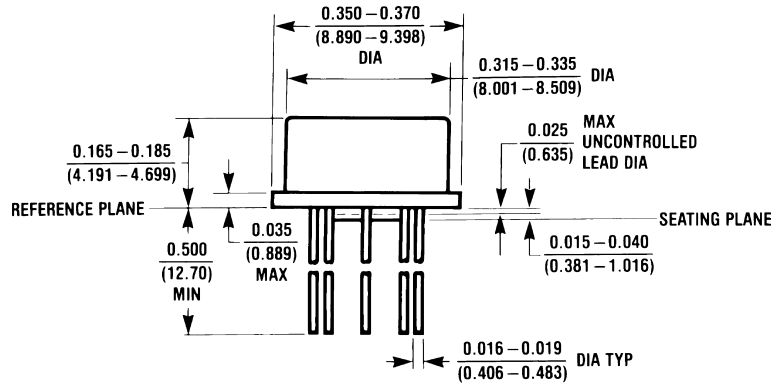 0.350 – 0.370
(8.890 – 9.398)
DIA
0.315 – 0.335
(8.001 – 8.509)
DIA
0.165 – 0.185
(4.191 – 4.699)
0.025
(0.635)
MAX
UNCONTROLLED
LEAD DIA
REFERENCE PLANE
SEATING PLANE
0.500
(12.70)
MIN
0.035
(0.889)
MAX
0.015 – 0.040
(0.381 – 1.016)
0.016 – 0.019
(0.406 – 0.483)
DIA TYP